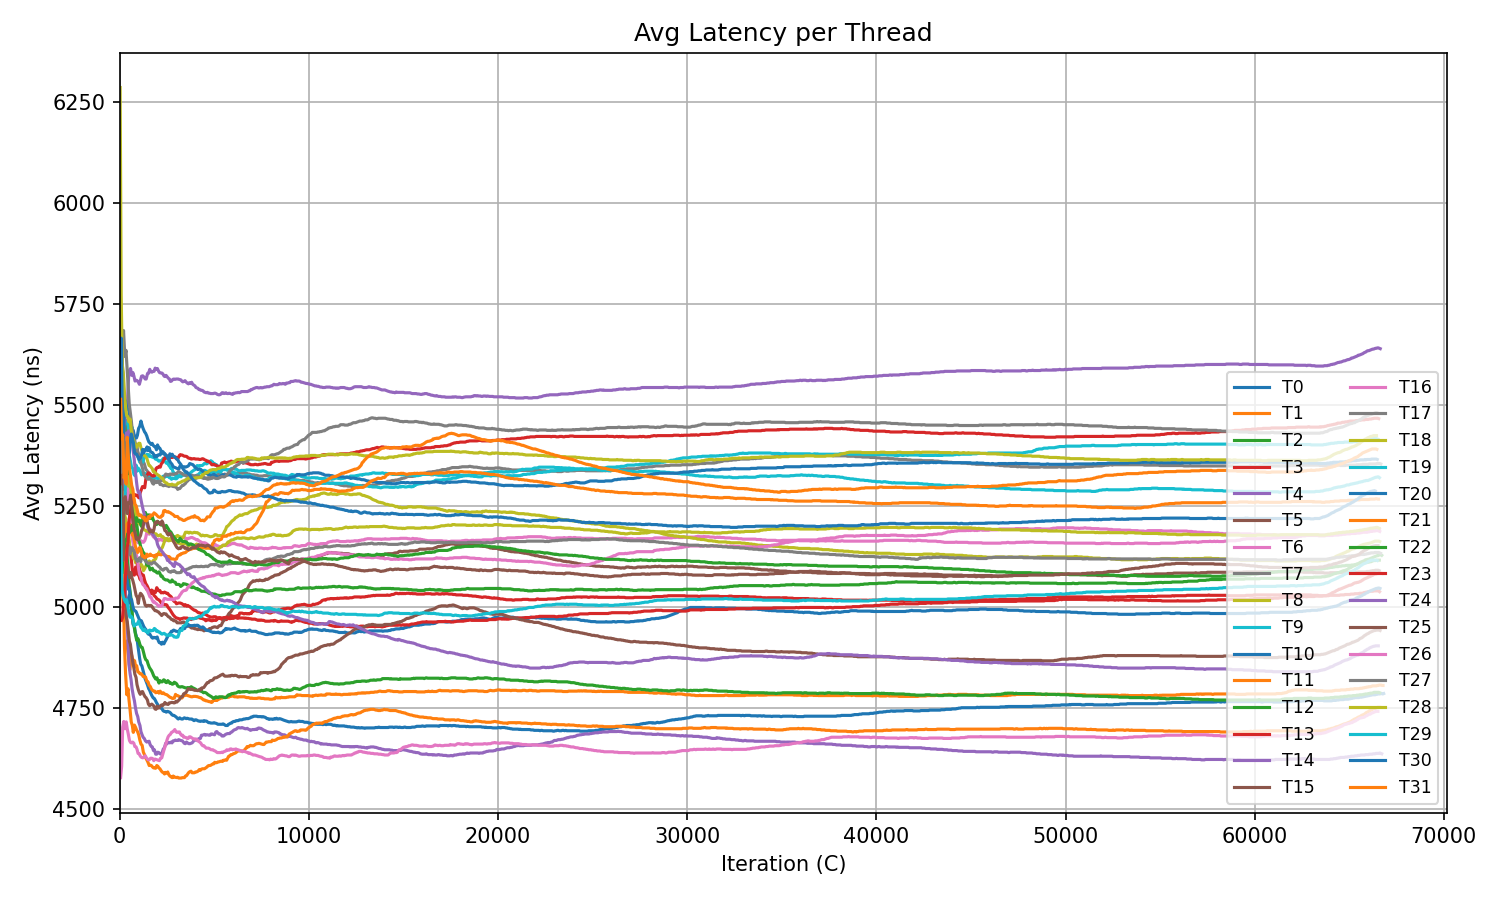 Avg Latency per Thread
Avg Latency (ns)
6250
6000
5750
5500
5250
5000
4750
4500
0
10000
20000
30000
40000
50000
60000
70000
Iteration (C)
T0
T1
T2
T3
T4
T5
T6
T7
T8
T9
T10
T11
T12
T13
T14
T15
T16
T17
T18
T19
T20
T21
T22
T23
T24
T25
T26
T27
T28
T29
T30
T31